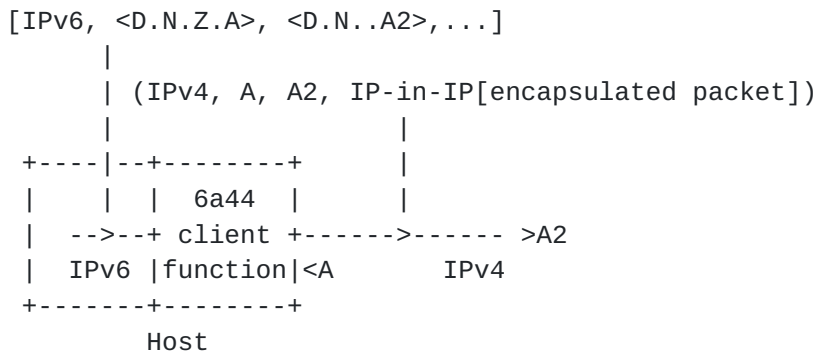 [IPv6, <D.N.Z.A>, <D.N..A2>,...]
      |
      | (IPv4, A, A2, IP-in-IP[encapsulated packet])
      |                   |
 +----|--+--------+       |
 |    |  |  6a44  |       |
 |  -->--+ client +------>------ >A2
 |  IPv6 |function|<A       IPv4
 +-------+--------+
         Host